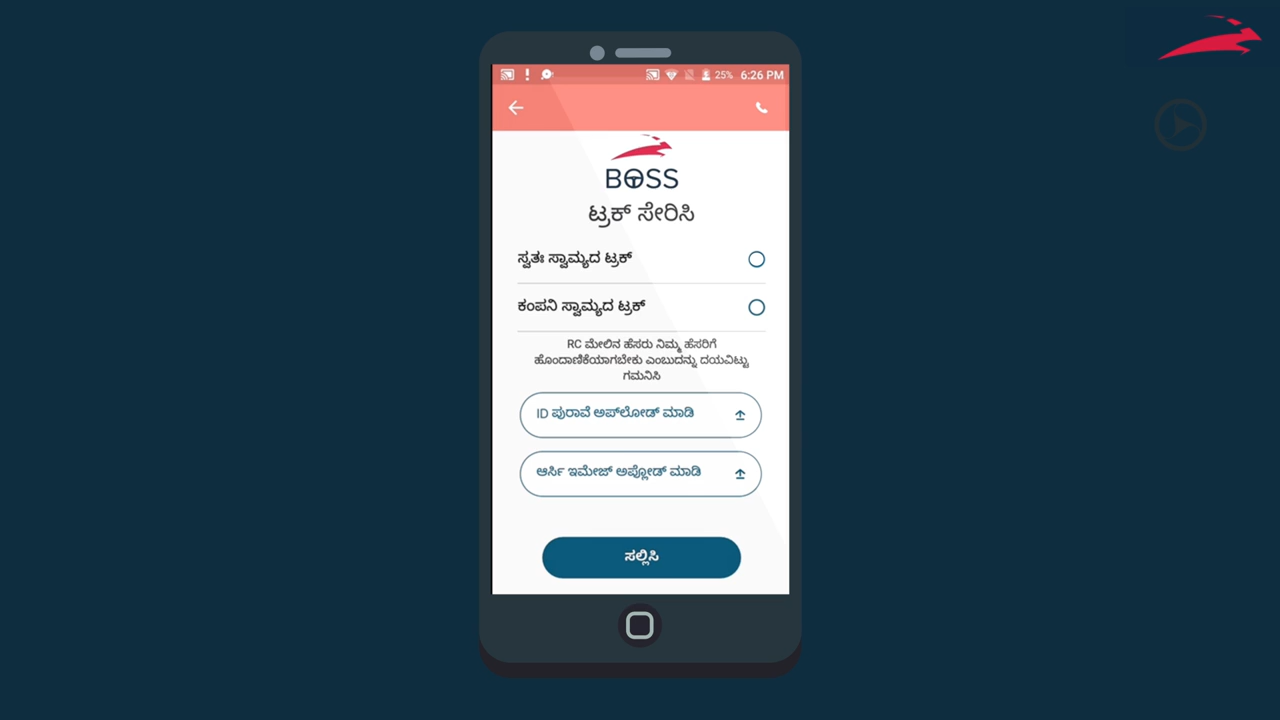 25% 6:26 PM
BOSS
ಟ್ರಕ್ ಸೇರಿಸಿ
ಸ್ವತಃ ಸ್ವಾಮ್ಯದ ಟ್ರಕ್
ಕಂಪನಿ ಸ್ವಾಮ್ಯದ ಟ್ರಕ್
RC ಮೇಲಿನ ಹೆಸರು ನಿಮ್ಮ ಹೆಸರಿಗೆ
ಹೊಂದಾಣಿಕೆಯಾಗಬೇಕು ಎಂಬುದನ್ನು ದಯವಿಟ್ಟು
ಗಮನಿಸಿ
ID ಪುರಾವೆ ಅಪ್‌ಲೋಡ್ ಮಾಡಿ
ಆರ್ಸಿ ಇಮೇಜ್ ಅಪ್ಲೋಡ್ ಮಾಡಿ
ಸಲ್ಲಿಸಿ